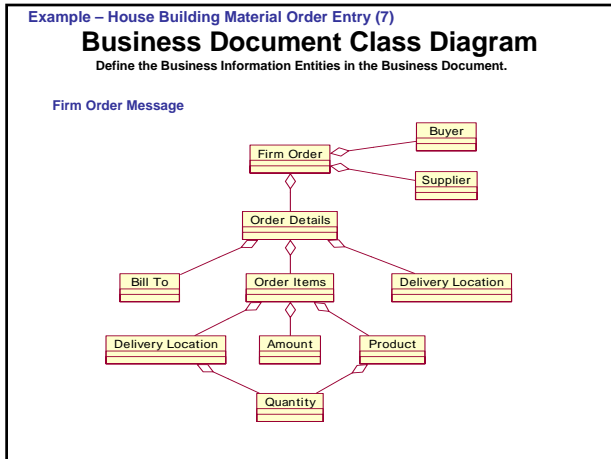 Example – House Building Material Order Entry (7)
Business Document Class Diagram
Define the Business Information Entities in the Business Document.
Firm Order Message
Buyer
Firm Order
Supplier
Order Details
Bill To
Order Items
Delivery Location
Delivery Location
Amount
Product
Quantity